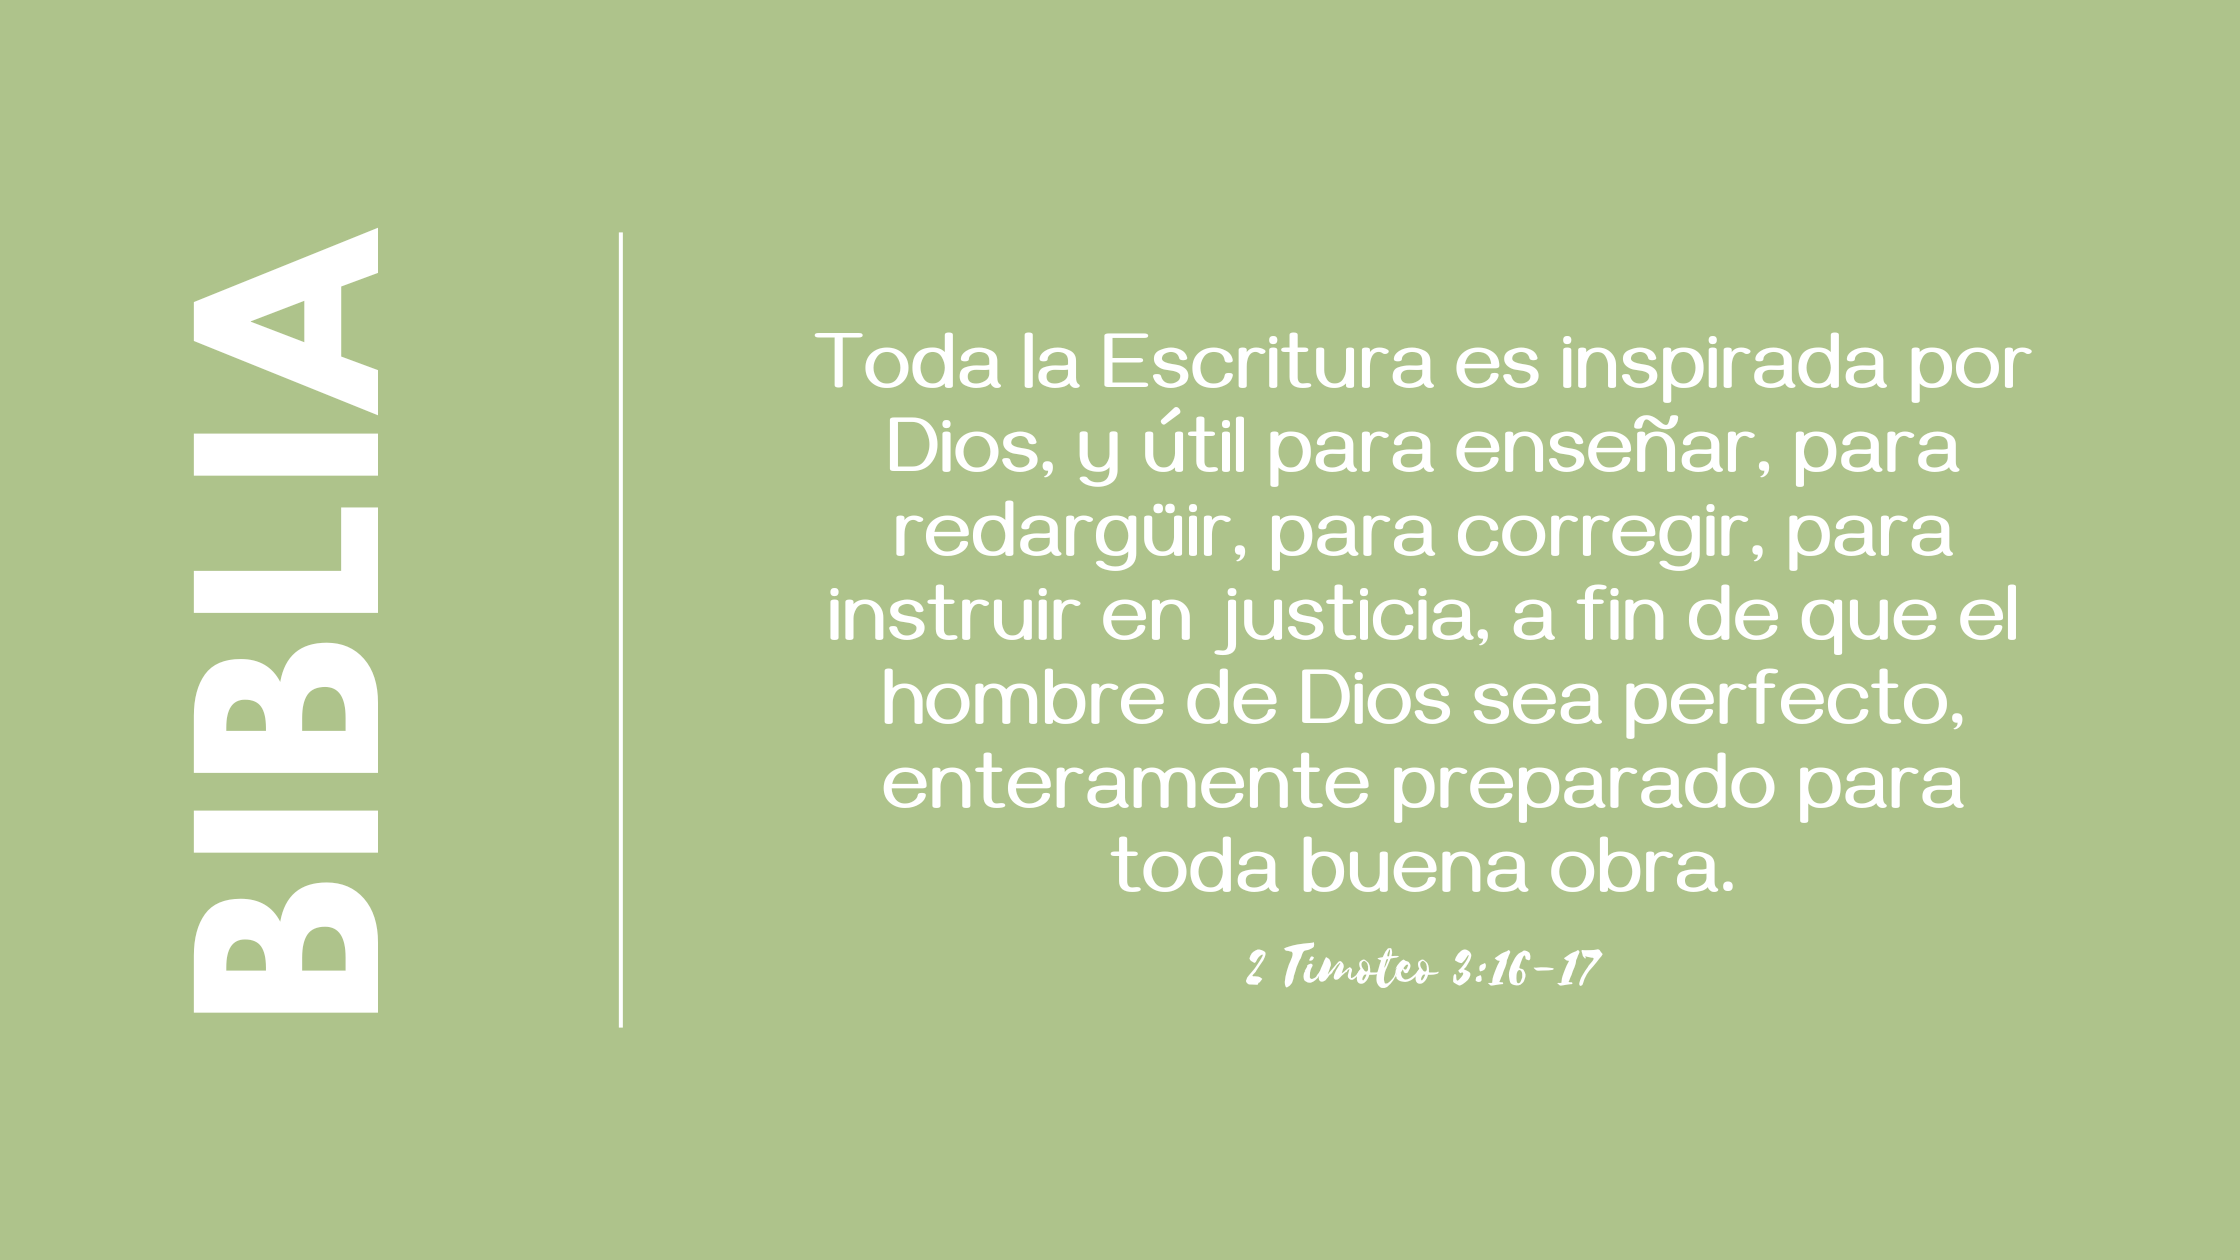 BIBLIA
Toda la Escritura es inspirada por
Dios, y útil para enseñar, para
redargüir, para corregir, para
instruir en justicia, a fin de que el
hombre de Dios sea perfecto,
enteramente preparado para
toda buena obra.
2 Timoteo 3:16-17